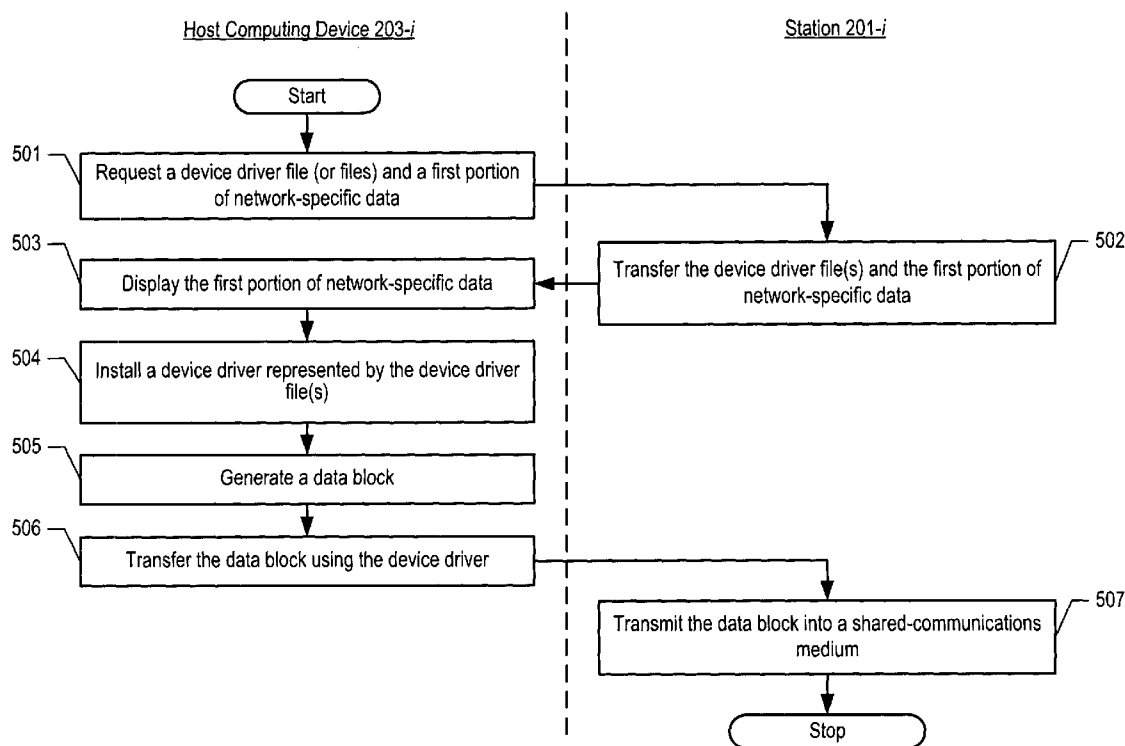 Host Computing Device 203-i
Station 201-i
Start
501
Request a device driver file (or files) and a first portion
of network-specific data
503
502
Display the first portion of network-specific data
Transfer the device driver file(s) and the first portion of
network-specific data
504
Install a device driver represented by the device driver
file(s)
505
Generate a data block
506
Transfer the data block using the device driver
507
Transmit the data block into a shared-communications
medium
Stop